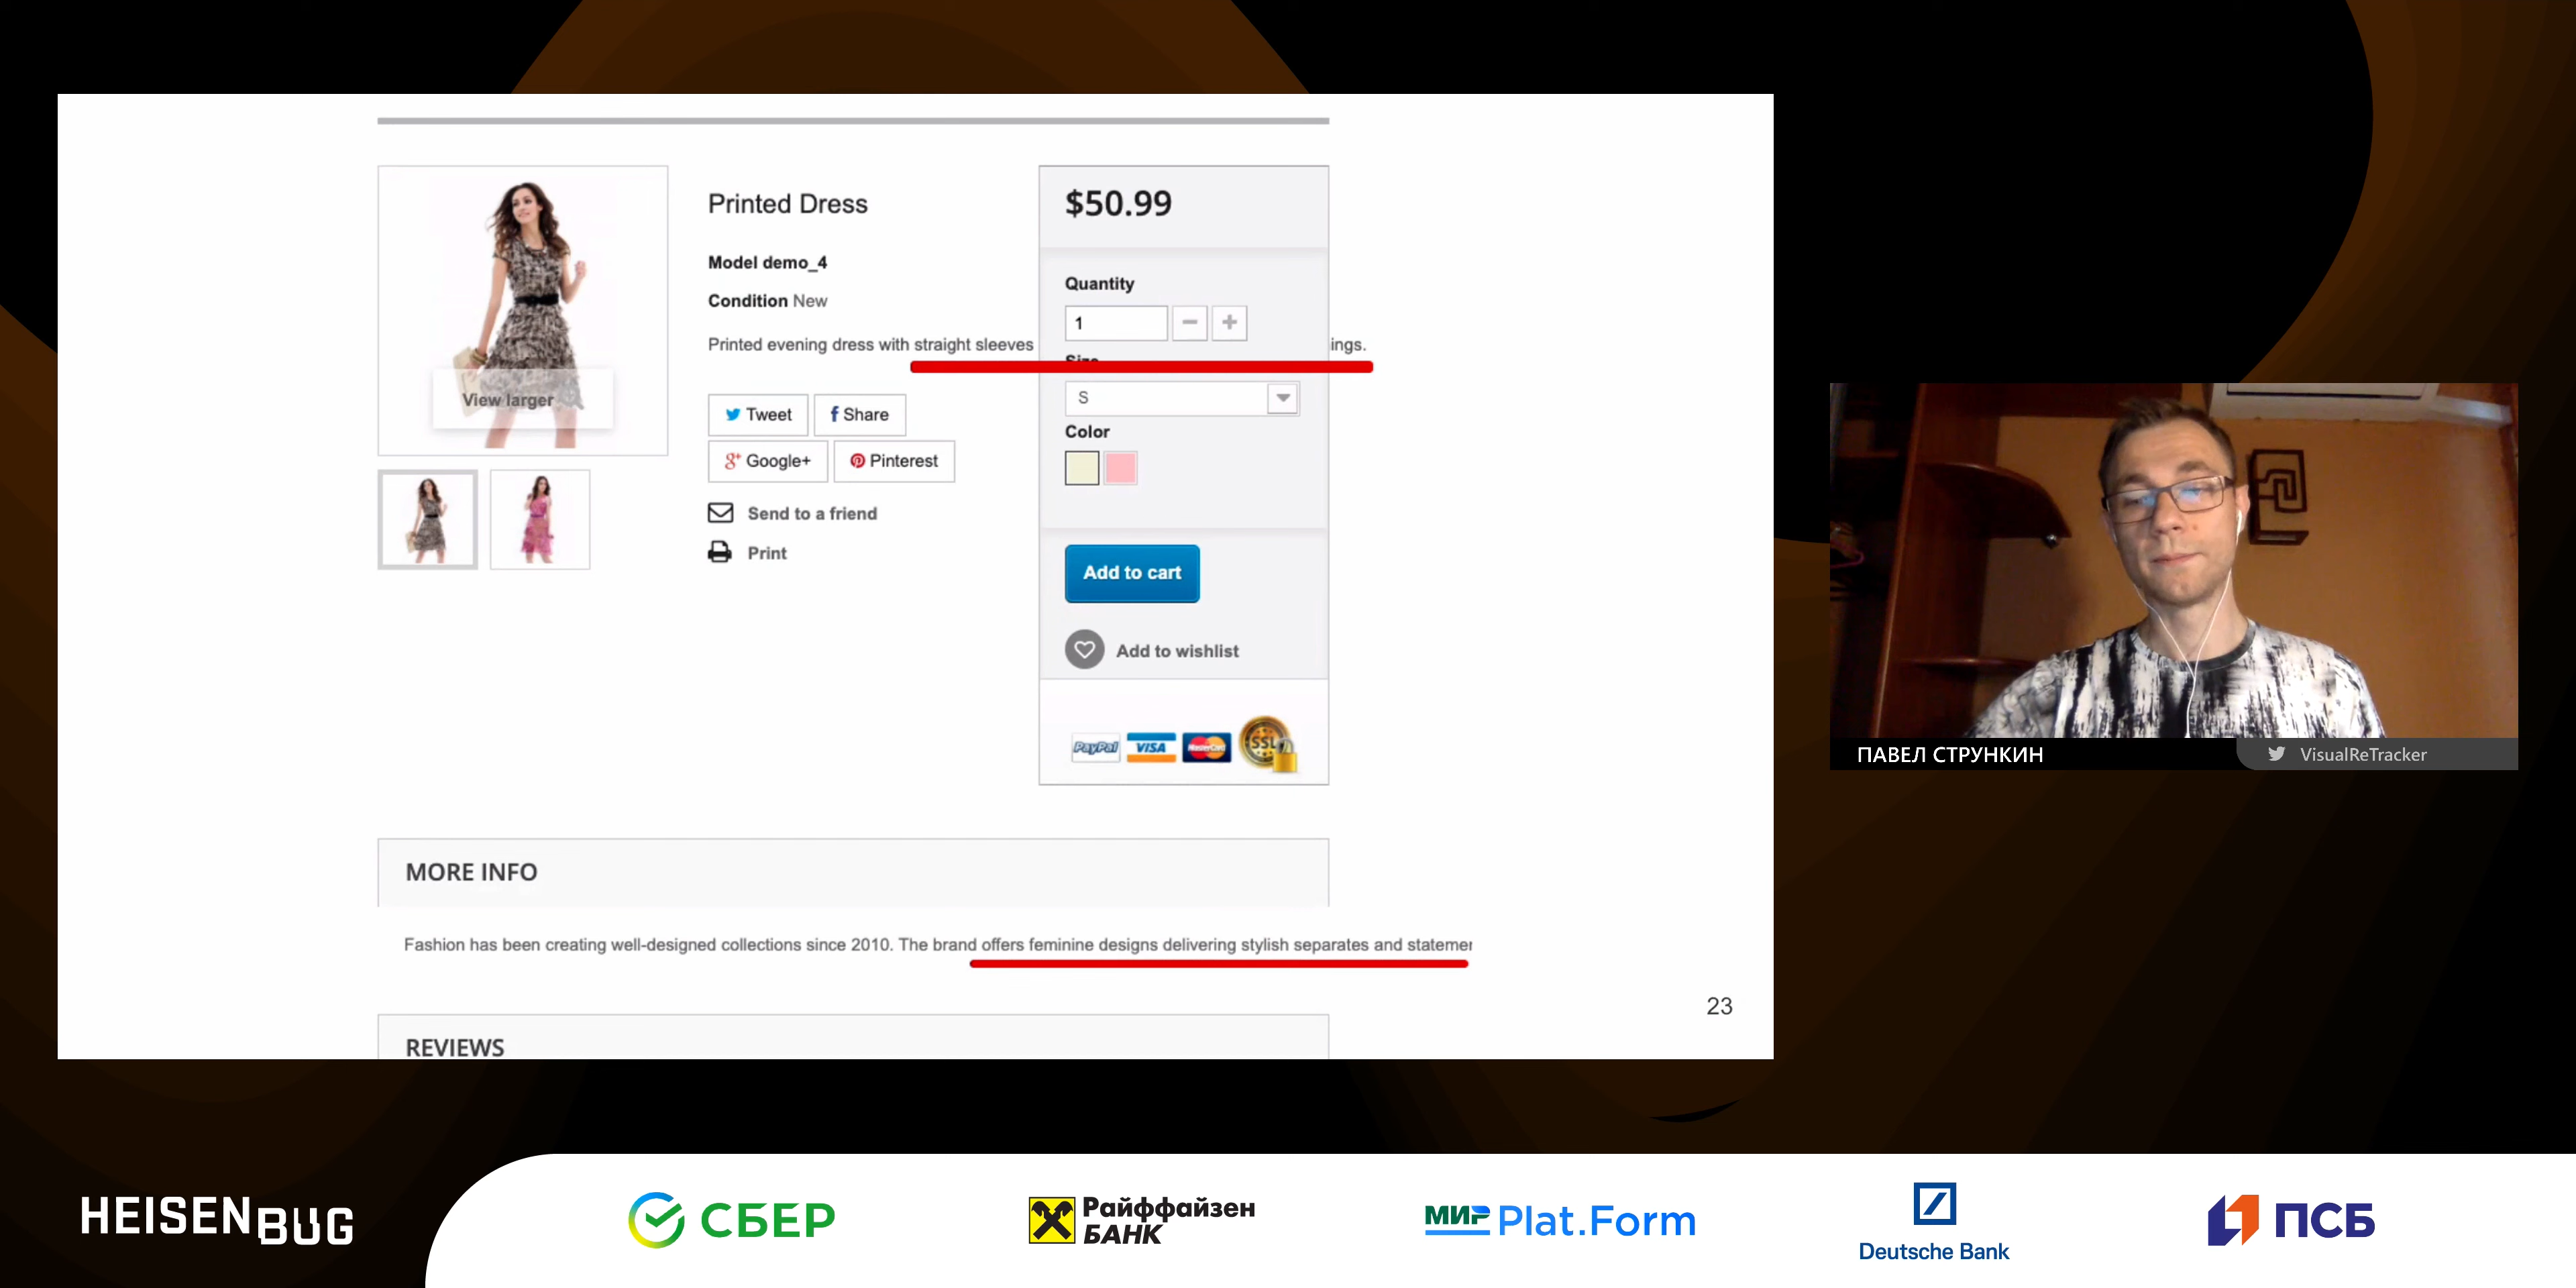 Printed Dress
Model demo_4
Condition New
Printed evening dress with straight sleeves
ings.
View larger
Tweet
Share
Google+
Pinterest
Send to a friend
Print
$50.99
Quantity
1
Size
S
Color
Add to cart
Add to wishlist
PayPal
VISA
MasterCard
SSL
MORE INFO
Fashion has been creating well-designed collections since 2010. The brand offers feminine designs delivering stylish separates and statemen
REVIEWS
23
ПАВЕЛ СТРУНКИН
VisualReTracker
HEISENBUG
СБЕР
Райффайзен
БАНК
МИР Plat.Form
Deutsche Bank
ПСБ